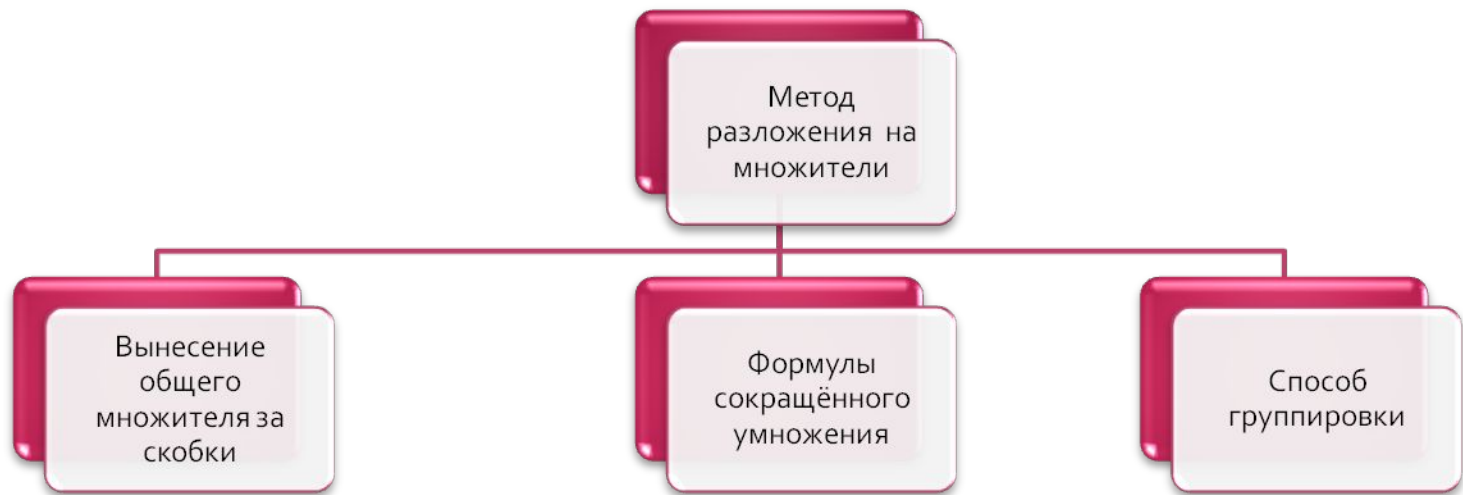 Метод
разложения на
множители
Вынесение
общего
множителя за
скобки
Формулы
сокращённого
умножения
Способ
группировки